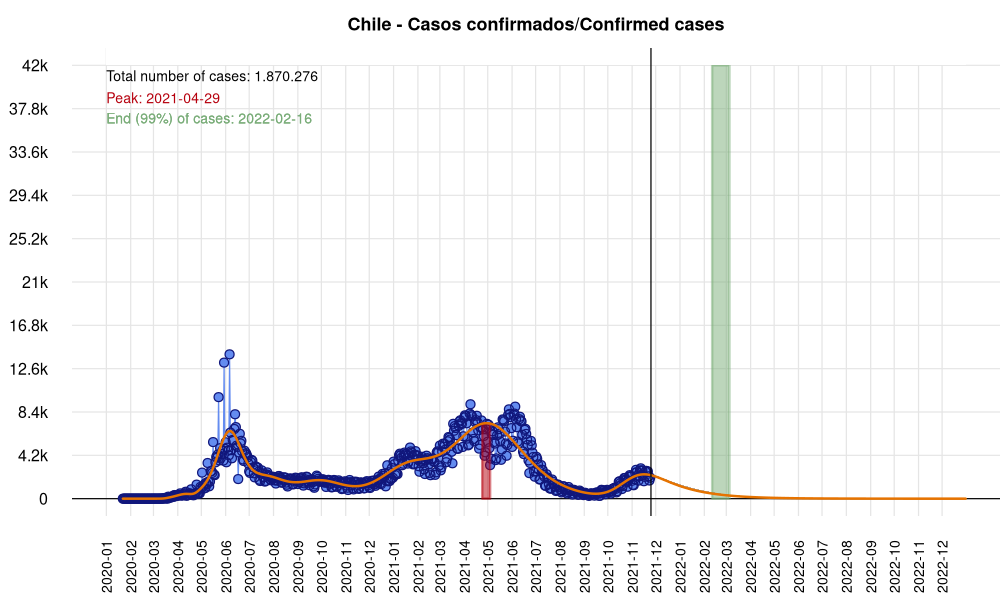 Chile - Casos confirmados/Confirmed cases
Total number of cases: 1.870.276
Peak: 2021-04-29
End (99%) of cases: 2022-02-16
42k
37.8k
33.6k
29.4k
25.2k
21k
16.8k
12.6k
8.4k
4.2k
0
2020-01
2020-02
2020-03
2020-04
2020-05
2020-06
2020-07
2020-08
2020-09
2020-10
2020-11
2020-12
2021-01
2021-02
2021-03
2021-04
2021-05
2021-06
2021-07
2021-08
2021-09
2021-10
2021-11
2021-12
2022-01
2022-02
2022-03
2022-04
2022-05
2022-06
2022-07
2022-08
2022-09
2022-10
2022-11
2022-12